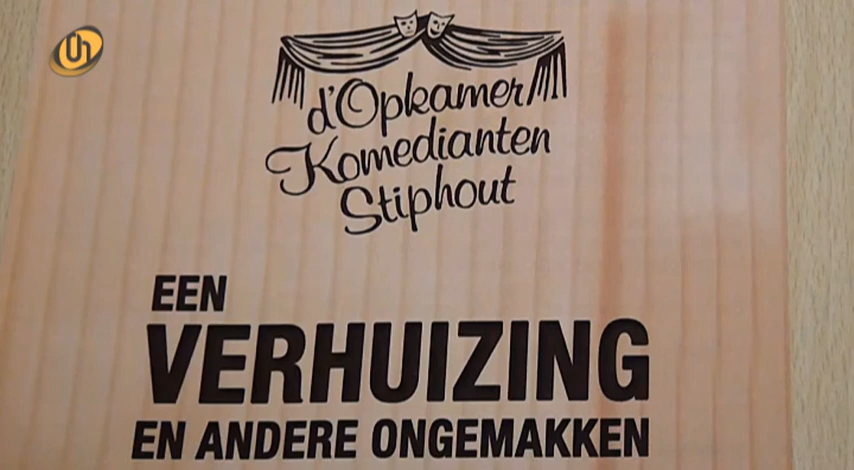 d'Opkamer
Komedianten
Stiphout
EEN
VERHUIZING
EN ANDERE ONGEMAKKEN